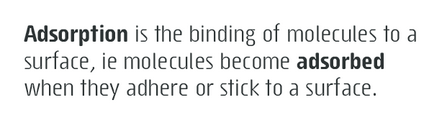 Adsorption is the binding of molecules to a
surface, ie molecules become adsorbed
when they adhere or stick to a surface.